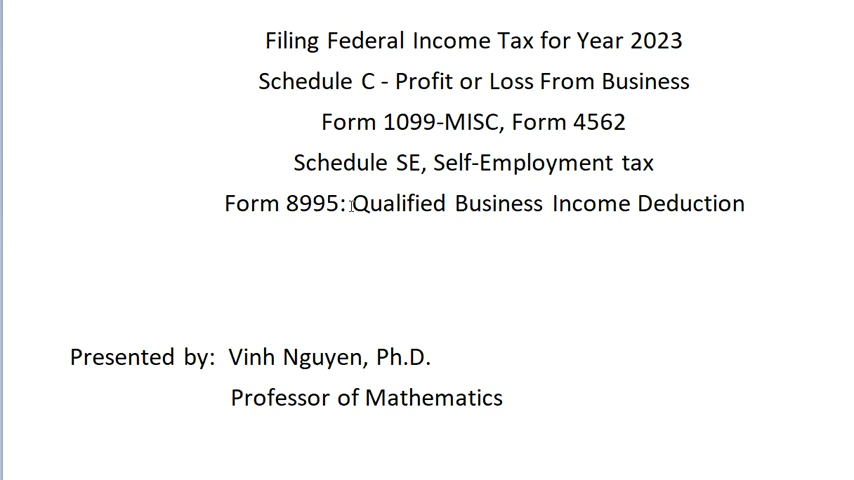 Filing Federal Income Tax for Year 2023
Schedule C - Profit or Loss From Business
Form 1099-MISC, Form 4562
Schedule SE, Self-Employment tax
Form 8995: Qualified Business Income Deduction
Presented by: Vinh Nguyen, Ph.D.
Professor of Mathematics